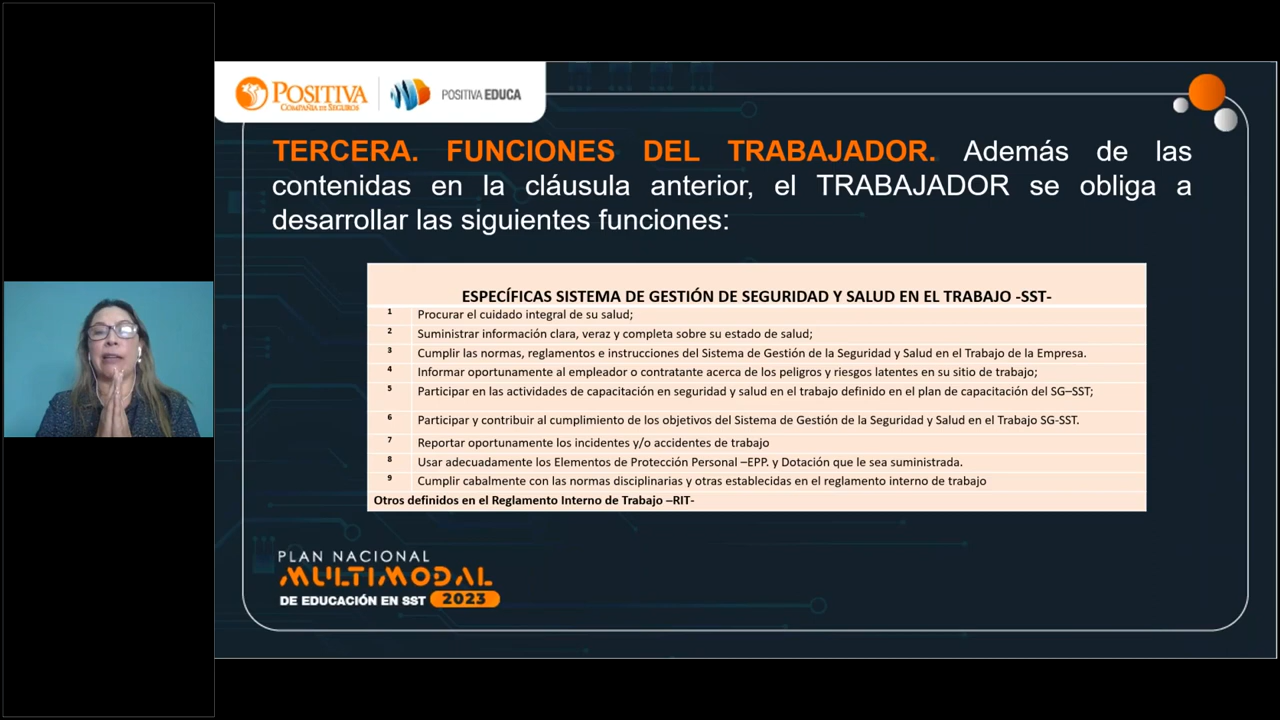 POSITIVA
COMPAÑÍA DE SEGUROS
POSITIVA EDUCA
TERCERA. FUNCIONES DEL TRABAJADOR. Además de las
contenidas en la cláusula anterior, el TRABAJADOR se obliga a
desarrollar las siguientes funciones:
ESPECÍFICAS SISTEMA DE GESTIÓN DE SEGURIDAD Y SALUD EN EL TRABAJO -SST-
1 Procurar el cuidado integral de su salud;
2 Suministrar información clara, veraz y completa sobre su estado de salud;
3 Cumplir las normas, reglamentos e instrucciones del Sistema de Gestión de la Seguridad y Salud en el Trabajo de la Empresa.
4 Informar oportunamente al empleador o contratante acerca de los peligros y riesgos latentes en su sitio de trabajo;
5 Participar en las actividades de capacitación en seguridad y salud en el trabajo definido en el plan de capacitación del SG–SST;
6 Participar y contribuir al cumplimiento de los objetivos del Sistema de Gestión de la Seguridad y Salud en el Trabajo SG-SST.
7 Reportar oportunamente los incidentes y/o accidentes de trabajo
8 Usar adecuadamente los Elementos de Protección Personal –EPP. y Dotación que le sea suministrada.
9 Cumplir cabalmente con las normas disciplinarias y otras establecidas en el reglamento interno de trabajo
Otros definidos en el Reglamento Interno de Trabajo –RIT-
PLAN NACIONAL
MULTIMODAL
DE EDUCACIÓN EN SST 2023